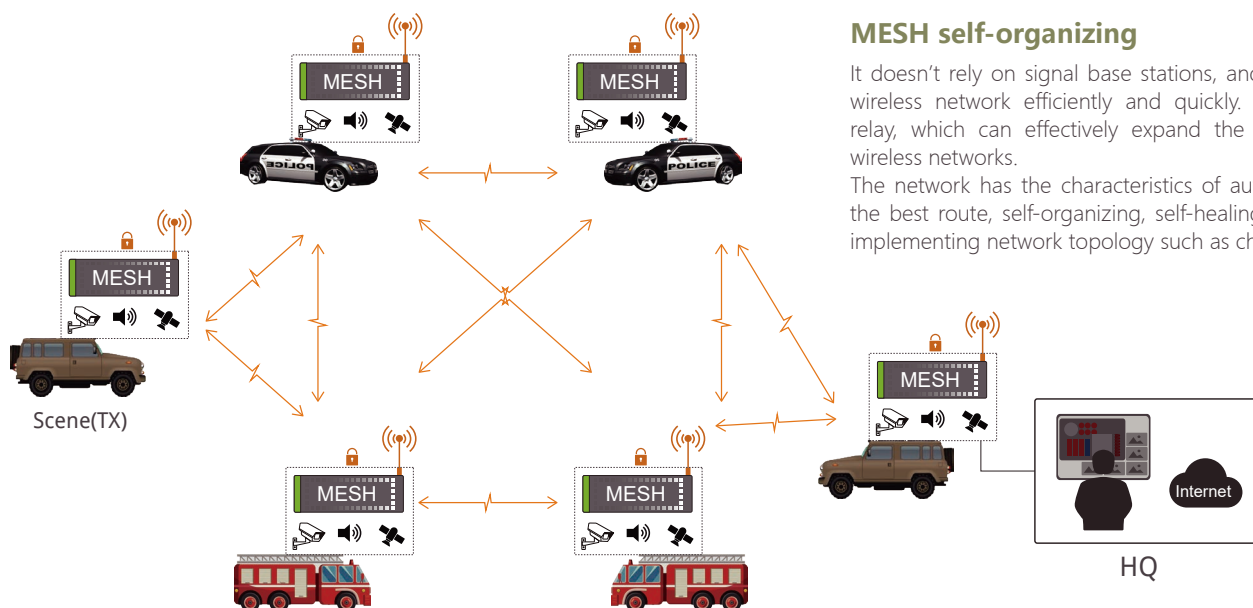 MESH
MESH
MESH self-organizing
It doesn't rely on signal base stations, and
wireless network efficiently and quickly.
relay, which can effectively expand the
wireless networks.
The network has the characteristics of au
the best route, self-organizing, self-healing
implementing network topology such as ch
POLICE
POLICE
MESH
Scene(TX)
MESH
MESH
MESH
Internet
HQ